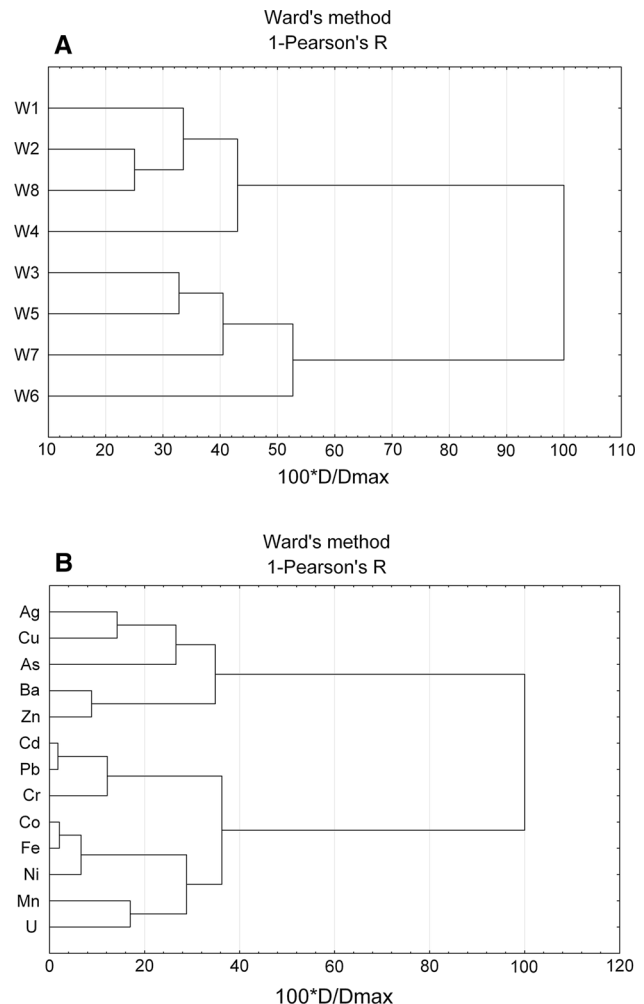 Ward's method
A
1-Pearson's R
W1
W2
W8
W4
W3
W5
W7
W6
10 20 30 40 50 60 70 80 90 100 110
100*D/Dmax
Ward's method
B
1-Pearson's R
Ag
Cu
As
Ba
Zn
Cd
Pb
Cr
Co
Fe
Ni
Mn
U
0 20 40 60 80 100 120
100*D/Dmax